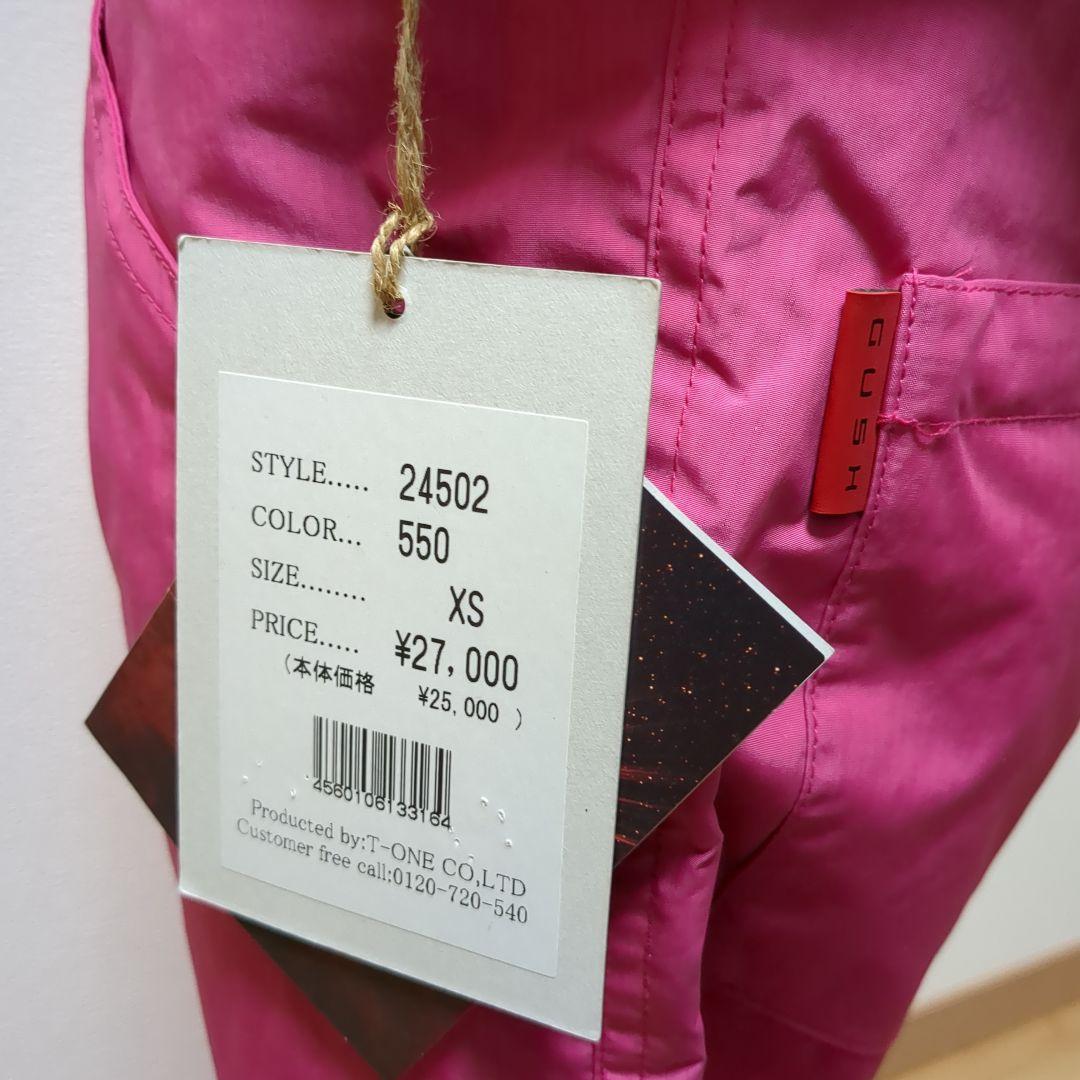 STYLE..... 24502
COLOR... 550
SIZE........ XS
PRICE..... ¥27,000
(本体価格 ¥25,000 )
4560106133164
Producted by:T-ONE CO,LTD
Customer free call:0120-720-540
GUSH